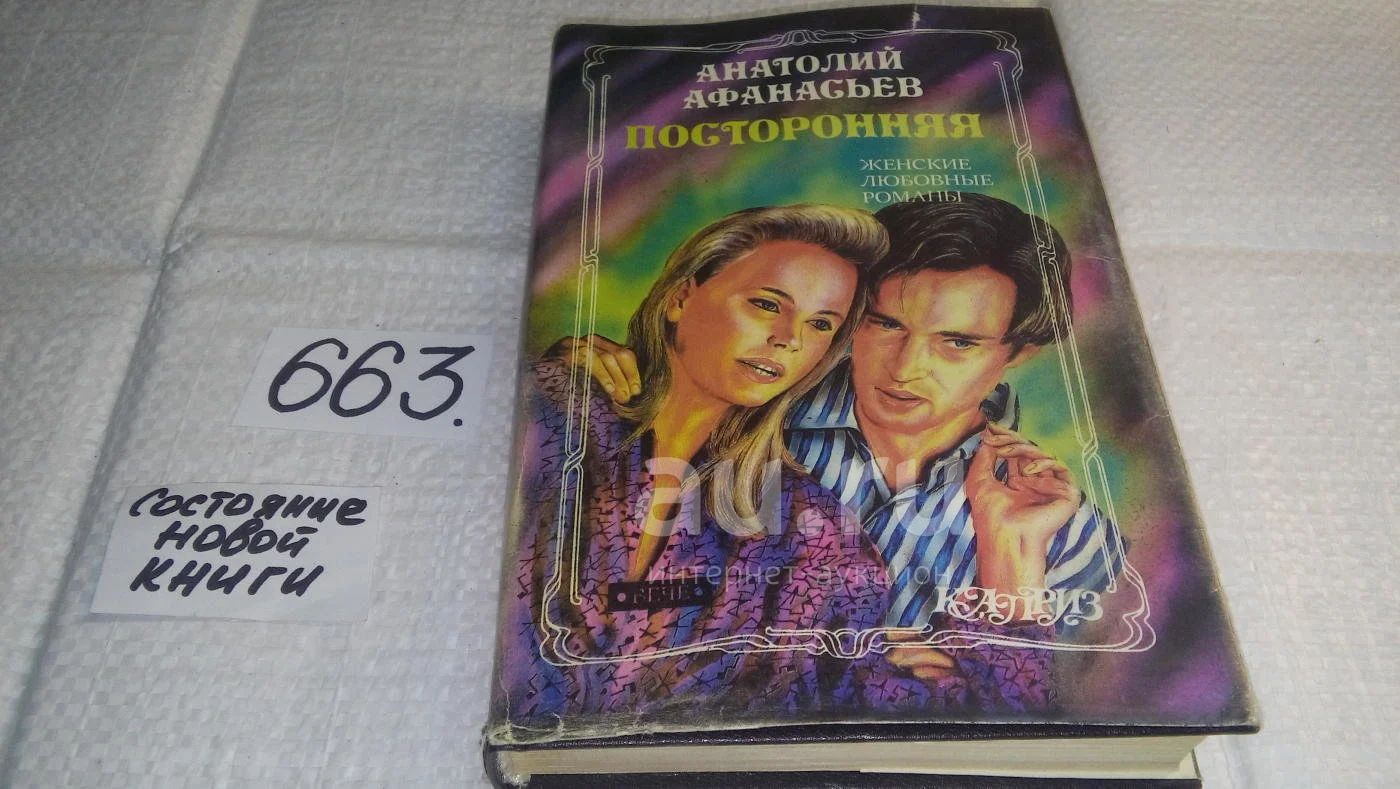 АНАТОЛИЙ
АФАНАСЬЕВ
ПОСТОРОННЯЯ
ЖЕНСКИЕ
ЛЮБОВНЫЕ
РОМАНЫ
663.
состояние
новой
книги
au.ru
интернет аукцион
КАПРИЗ